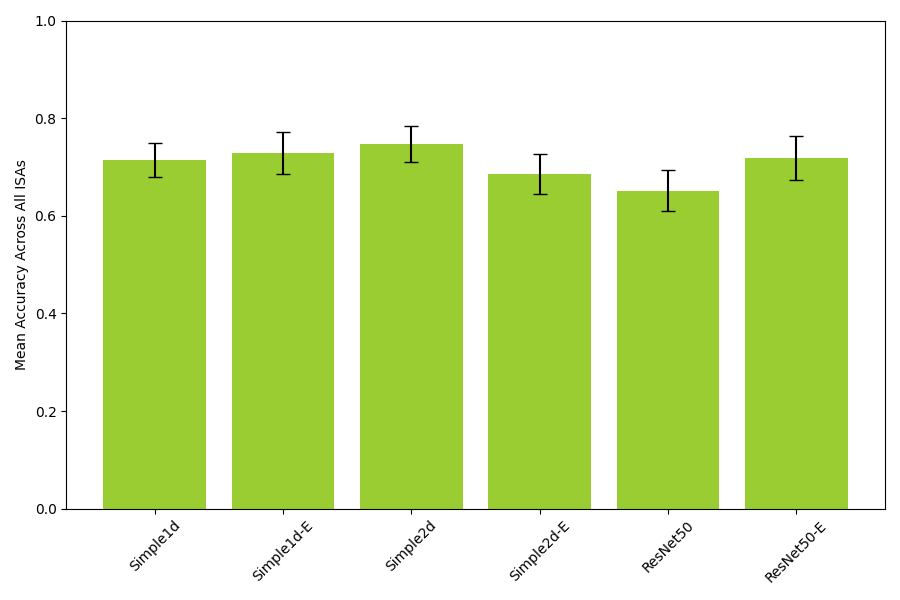 Mean Accuracy Across All ISAs
1.0
0.8
0.6
0.4
0.2
0.0
Simple1d
Simple1d-E
Simple2d
Simple2d-E
ResNet50
ResNet50-E